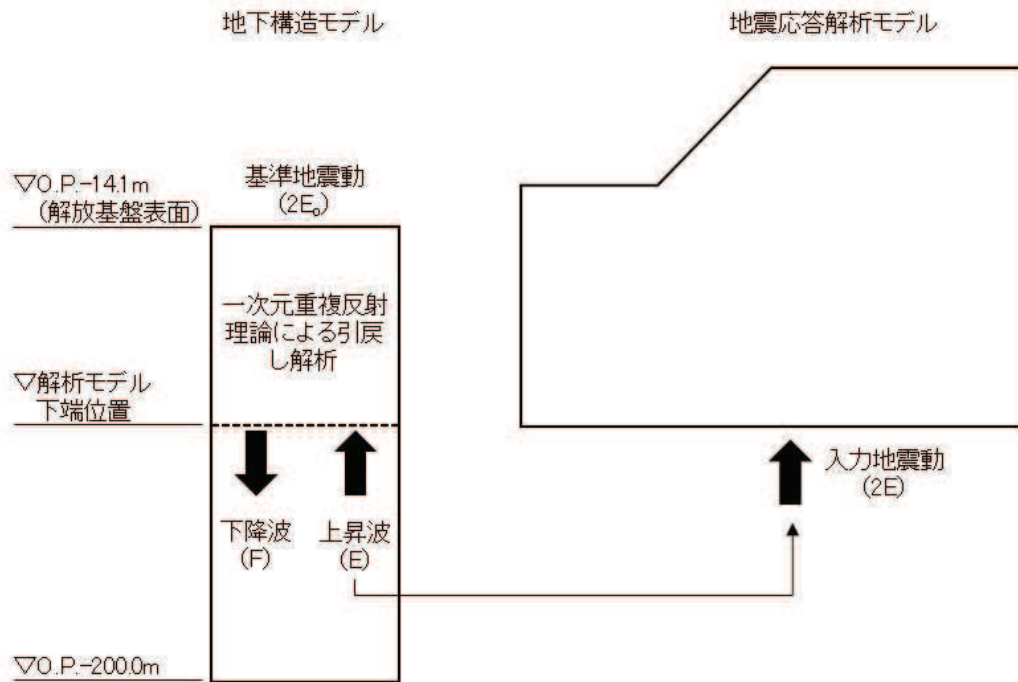 地下構造モデル
地震応答解析モデル
▽O.P.-14.1m
(解放基盤表面)
基準地震動
(2E₀)
一次元重複反射
理論による引戻
し解析
▽解析モデル
下端位置
下降波
(F)
上昇波
(E)
入力地震動
(2E)
▽O.P.-200.0m